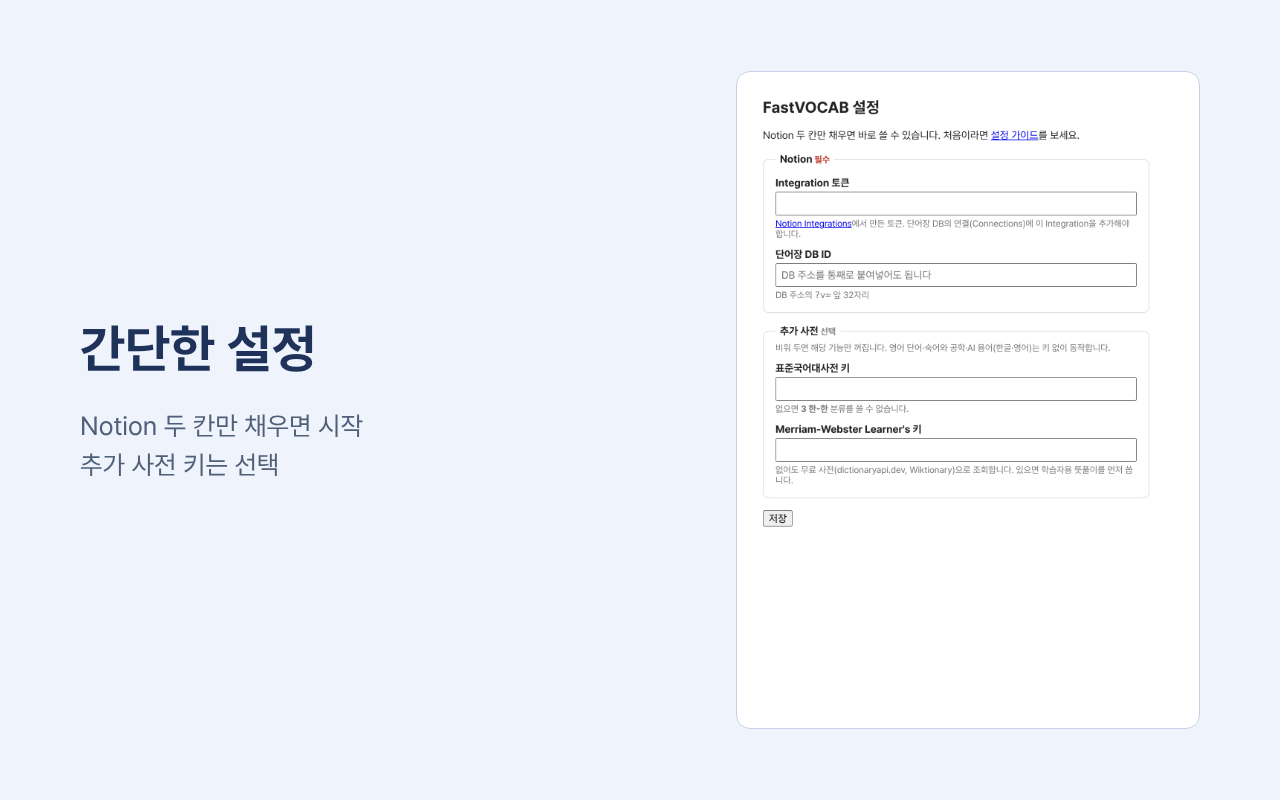 간단한 설정
Notion 두 칸만 채우면 시작
추가 사전 키는 선택
FastVOCAB 설정
Notion 두 칸만 채우면 바로 쓸 수 있습니다. 처음이라면 설정 가이드를 보세요.
Notion 필수
Integration 토큰
Notion Integrations에서 만든 토큰. 단어장 DB의 연결(Connections)에 이 Integration을 추가해야
합니다.
단어장 DB ID
DB 주소를 통째로 붙여넣어도 됩니다
DB 주소의 ?v= 앞 32자리
추가 사전 선택
비워 두면 해당 기능만 꺼집니다. 영어 단어·숙어와 공학·AI 용어(한글·영어)는 키 없이 동작합니다.
표준국어대사전 키
없으면 3 한-한 분류를 쓸 수 없습니다.
Merriam-Webster Learner's 키
없어도 무료 사전(dictionaryapi.dev, Wiktionary)으로 조회합니다. 있으면 학습자용 뜻풀이를 먼저 씁
니다.
저장